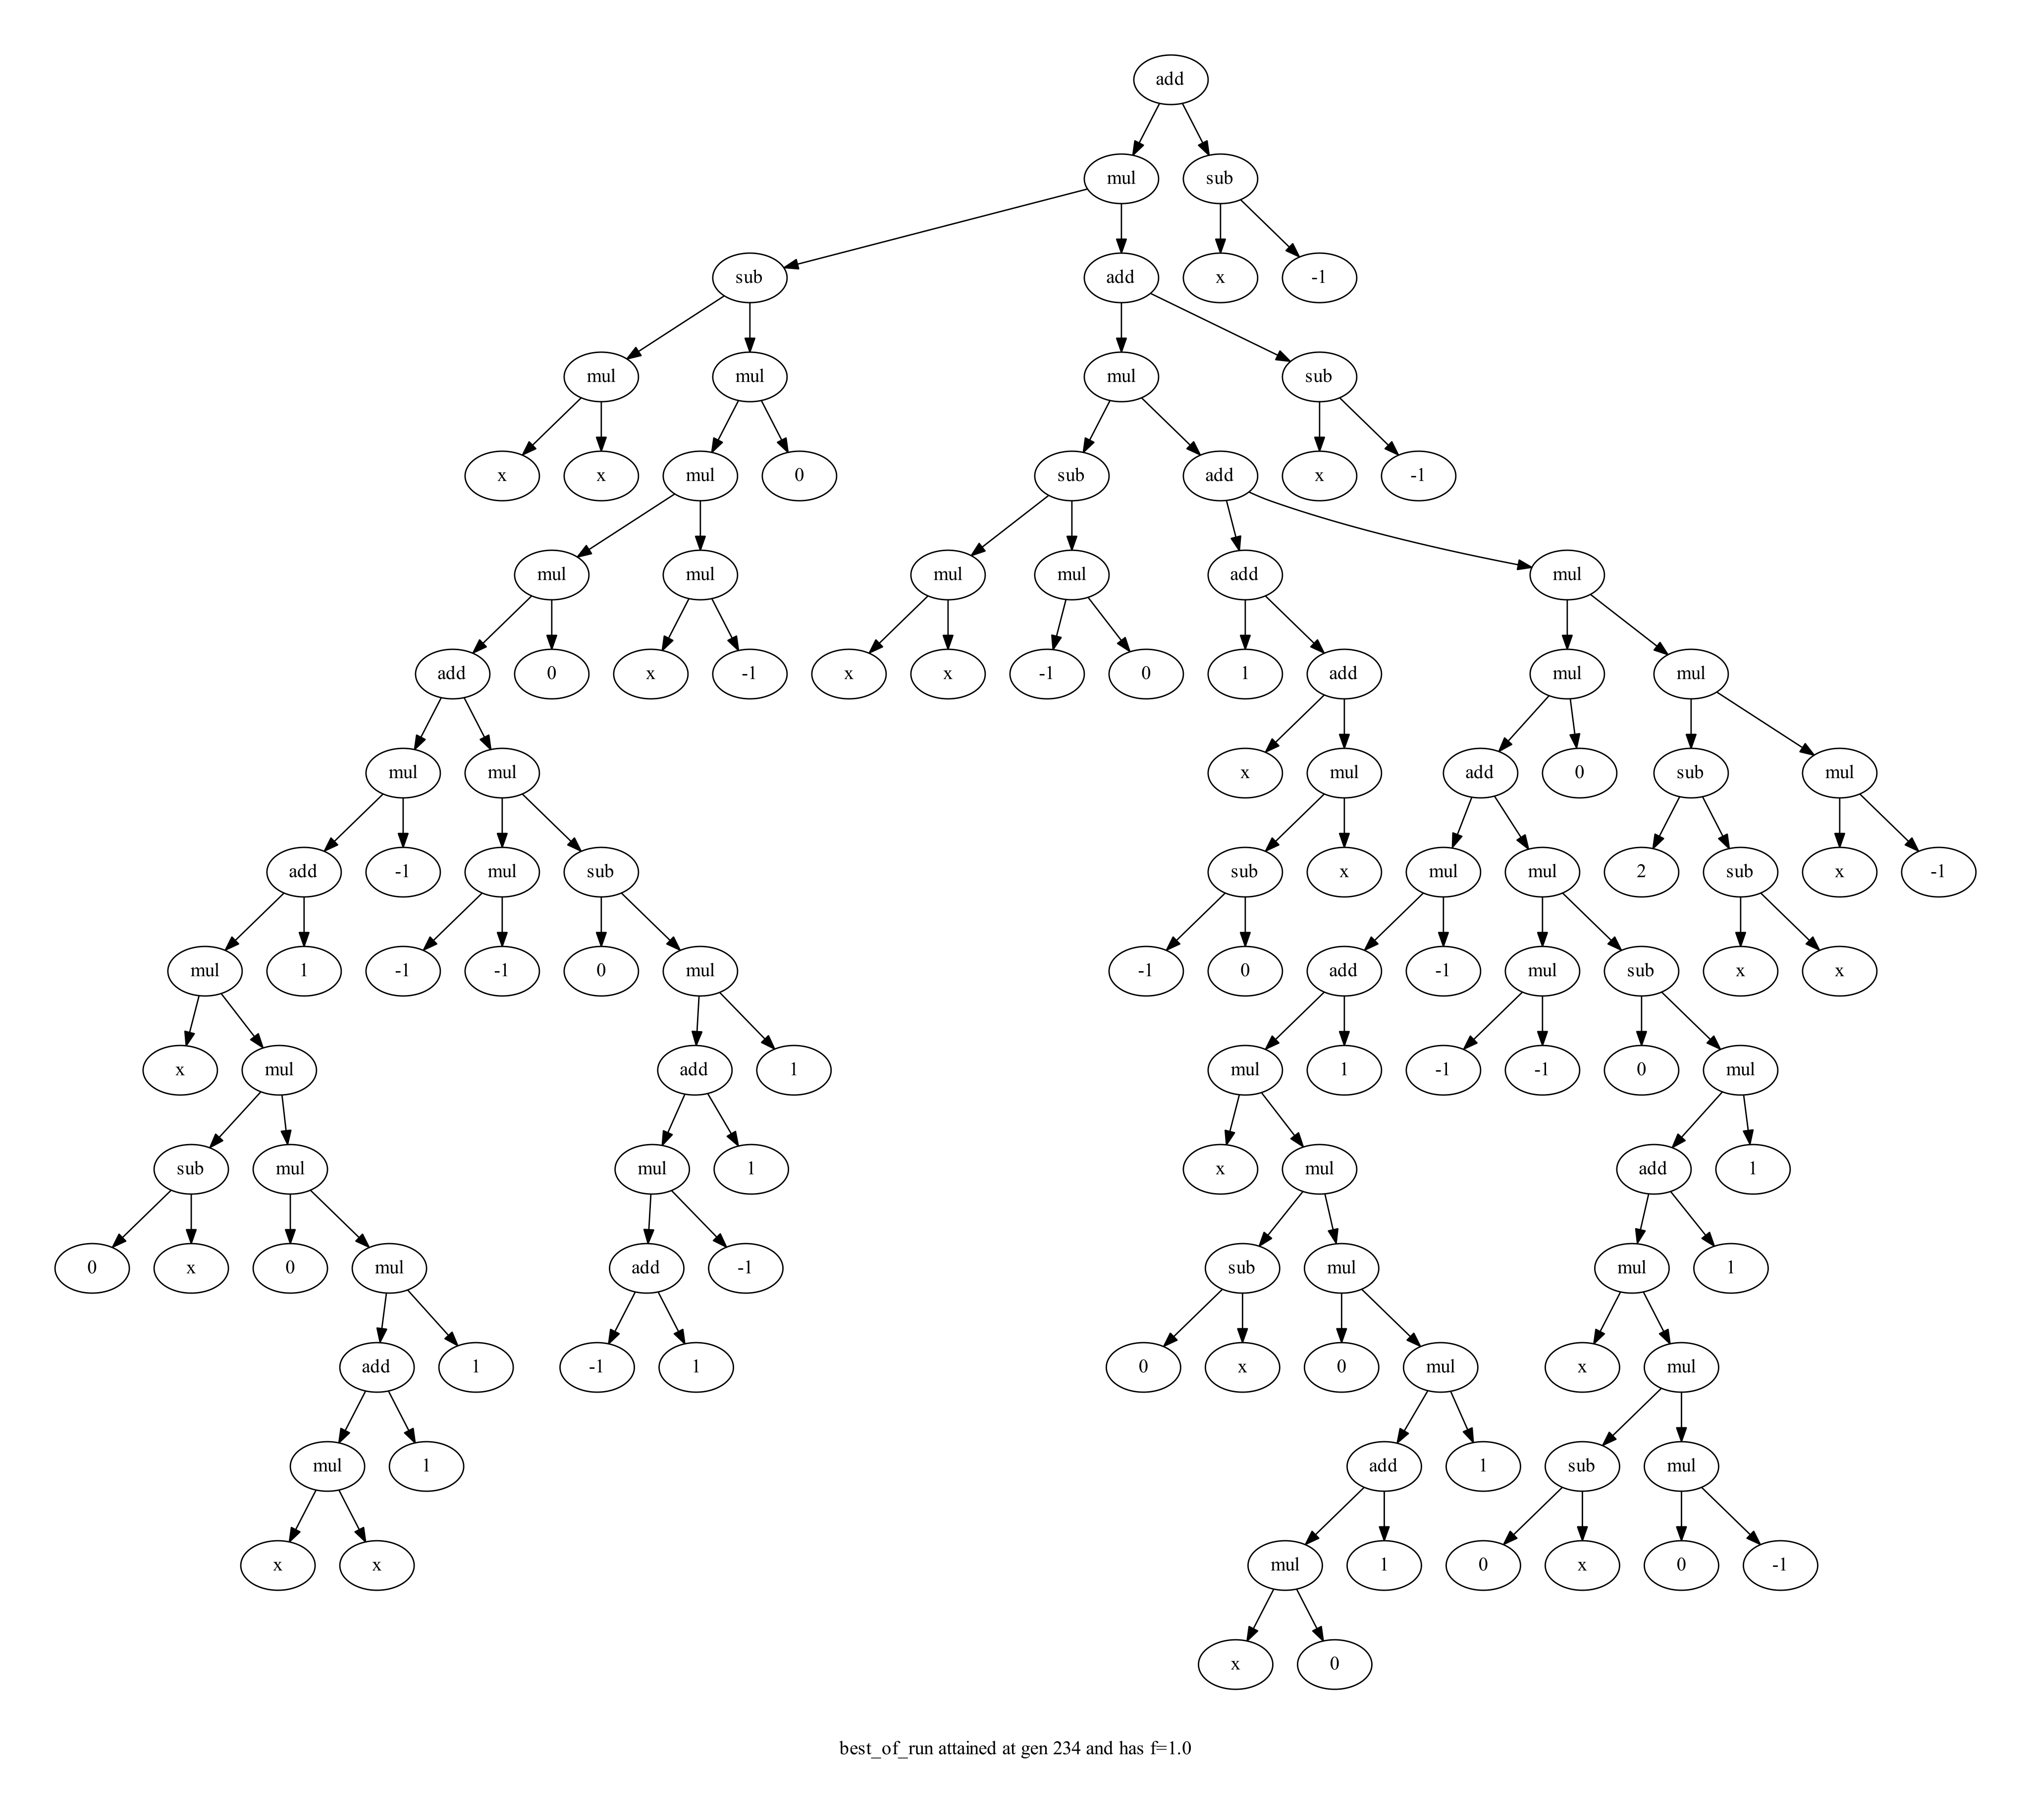 add
mul sub
sub add x -1
mul mul mul sub
x x mul 0 sub add x -1
mul mul mul mul add mul
add 0 x -1 x x -1 0 1 add mul mul
mul mul x mul add 0 sub mul
add -1 mul sub sub x mul mul 2 sub x -1
mul 1 -1 -1 0 mul -1 0 add -1 mul sub x x
x mul add 1 mul 1 -1 -1 0 mul
sub mul mul 1 x mul add 1
0 x 0 mul add -1 sub mul mul 1
add 1 -1 1 0 x 0 mul x mul
mul 1 add 1 sub mul
x x mul 1 0 x 0 -1
x 0
best_of_run attained at gen 234 and has f=1.0